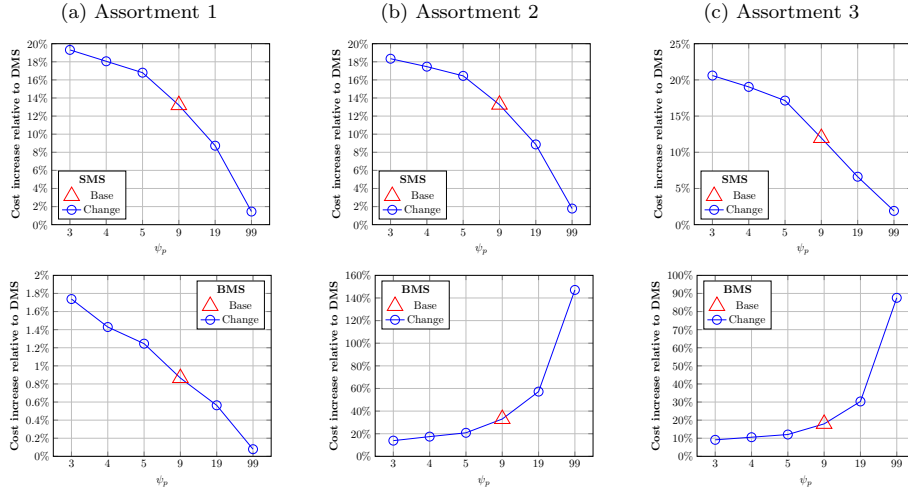 (a) Assortment 1
(b) Assortment 2
(c) Assortment 3
Cost increase relative to DMS
20%
18%
16%
14%
12%
10%
8%
6%
4%
2%
0%
SMS
Base
Change
3 4 5 9 19 99
ψp
Cost increase relative to DMS
20%
18%
16%
14%
12%
10%
8%
6%
4%
2%
0%
SMS
Base
Change
3 4 5 9 19 99
ψp
Cost increase relative to DMS
25%
20%
15%
10%
5%
0%
SMS
Base
Change
3 4 5 9 19 99
ψp
Cost increase relative to DMS
2%
1.8%
1.6%
1.4%
1.2%
1%
0.8%
0.6%
0.4%
0.2%
0%
BMS
Base
Change
3 4 5 9 19 99
ψp
Cost increase relative to DMS
160%
140%
120%
100%
80%
60%
40%
20%
0%
BMS
Base
Change
3 4 5 9 19 99
ψp
Cost increase relative to DMS
100%
90%
80%
70%
60%
50%
40%
30%
20%
10%
0%
BMS
Base
Change
3 4 5 9 19 99
ψp